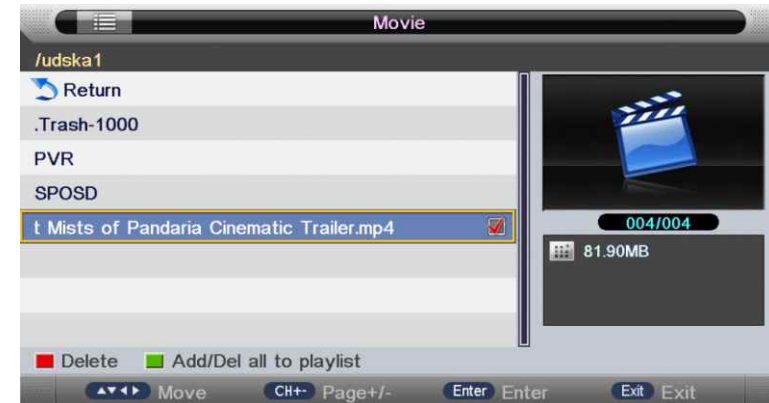 Movie
/udska1
Return
.Trash-1000
PVR
SPOSD
t Mists of Pandaria Cinematic Trailer.mp4
004/004
81.90MB
Delete Add/Del all to playlist
Move CH+- Page+/- Enter Enter Exit Exit